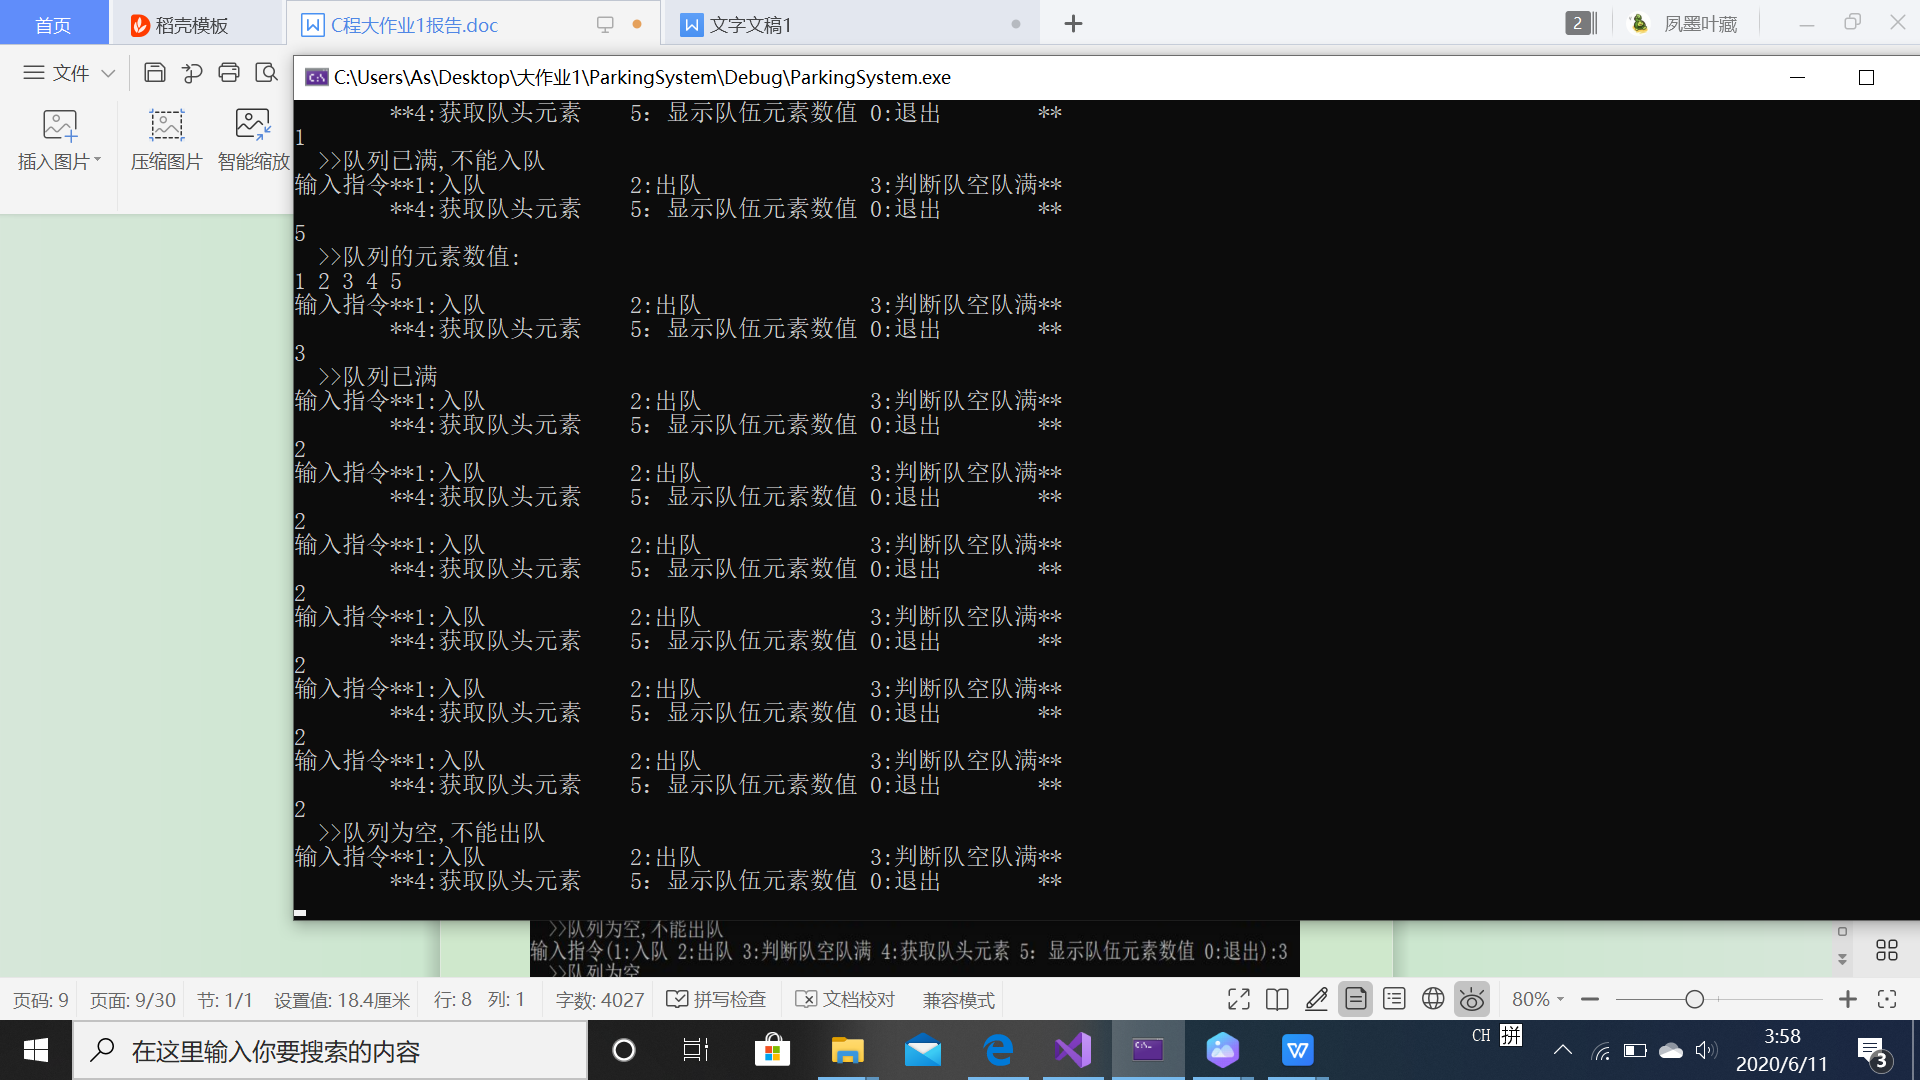 首页 稻壳模板 C程大作业1报告.doc 文字文稿1 2 凤墨叶藏
文件
插入图片 压缩图片 智能缩放
C:\Users\As\Desktop\大作业1\ParkingSystem\Debug\ParkingSystem.exe
**4:获取队头元素 5: 显示队伍元素数值 0:退出 **
1
>>队列已满,不能入队
输入指令**1:入队 2:出队 3:判断队空队满**
**4:获取队头元素 5: 显示队伍元素数值 0:退出 **
5
>>队列的元素数值:
1 2 3 4 5
输入指令**1:入队 2:出队 3:判断队空队满**
**4:获取队头元素 5: 显示队伍元素数值 0:退出 **
3
>>队列已满
输入指令**1:入队 2:出队 3:判断队空队满**
**4:获取队头元素 5: 显示队伍元素数值 0:退出 **
2
输入指令**1:入队 2:出队 3:判断队空队满**
**4:获取队头元素 5: 显示队伍元素数值 0:退出 **
2
输入指令**1:入队 2:出队 3:判断队空队满**
**4:获取队头元素 5: 显示队伍元素数值 0:退出 **
2
输入指令**1:入队 2:出队 3:判断队空队满**
**4:获取队头元素 5: 显示队伍元素数值 0:退出 **
2
输入指令**1:入队 2:出队 3:判断队空队满**
**4:获取队头元素 5: 显示队伍元素数值 0:退出 **
2
输入指令**1:入队 2:出队 3:判断队空队满**
**4:获取队头元素 5: 显示队伍元素数值 0:退出 **
2
>>队列为空,不能出队
输入指令**1:入队 2:出队 3:判断队空队满**
**4:获取队头元素 5: 显示队伍元素数值 0:退出 **
>>队列为空,不能出队
输入指令(1:入队 2:出队 3:判断队空队满 4:获取队头元素 5: 显示队伍元素数值 0:退出):3
>>队列为空
页码: 9 页面: 9/30 节: 1/1 设置值: 18.4厘米 行: 8 列: 1 字数: 4027 拼写检查 文档校对 兼容模式 80%
在这里输入你要搜索的内容 CH 拼 3:58
2020/6/11 3